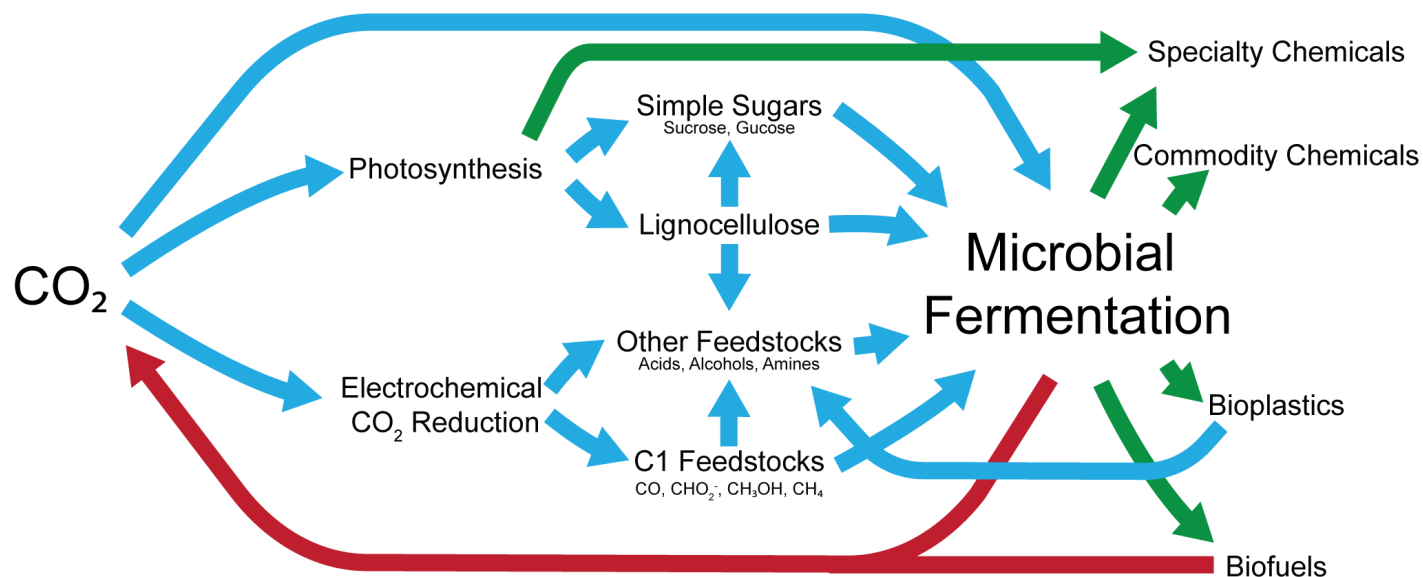 Specialty Chemicals
Simple Sugars
Sucrose, Gucose
Commodity Chemicals
Photosynthesis
Lignocellulose
Microbial
Fermentation
CO₂
Other Feedstocks
Acids, Alcohols, Amines
Electrochemical
CO₂ Reduction
Bioplastics
C1 Feedstocks
CO, CHO₂⁻, CH₃OH, CH₄
Biofuels